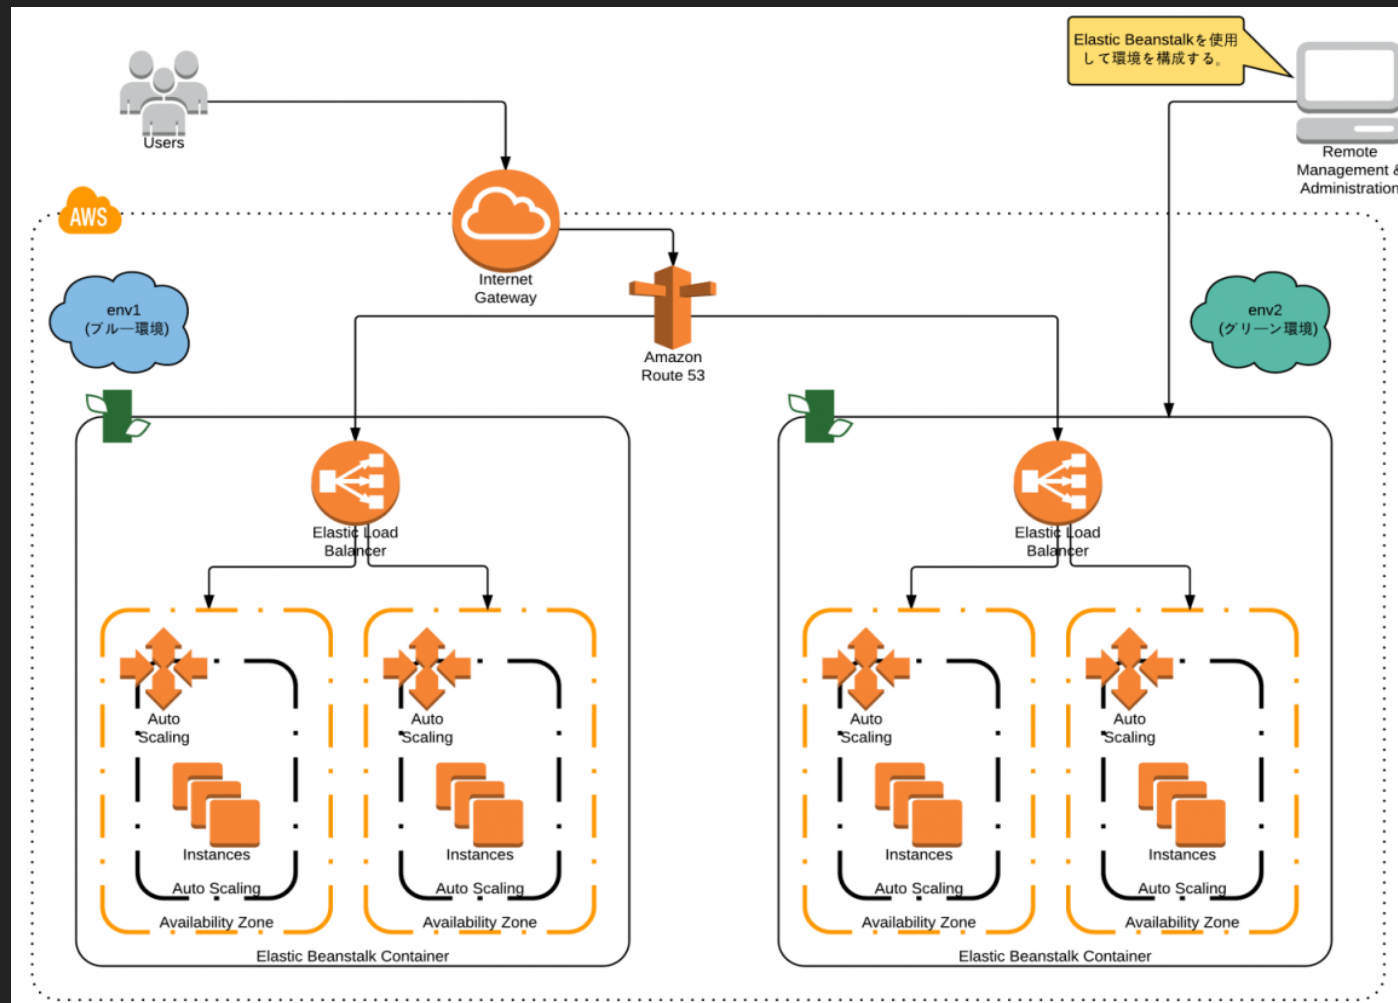 Elastic Beanstalkを使用
して環境を構成する。
Users
Remote
Management &
Administration
AWS
Internet
Gateway
env1
(ブルー環境)
env2
(グリーン環境)
Amazon
Route 53
Elastic Load
Balancer
Elastic Load
Balancer
Auto
Scaling
Auto
Scaling
Auto
Scaling
Auto
Scaling
Instances
Instances
Instances
Instances
Auto Scaling
Auto Scaling
Auto Scaling
Auto Scaling
Availability Zone
Availability Zone
Availability Zone
Availability Zone
Elastic Beanstalk Container
Elastic Beanstalk Container